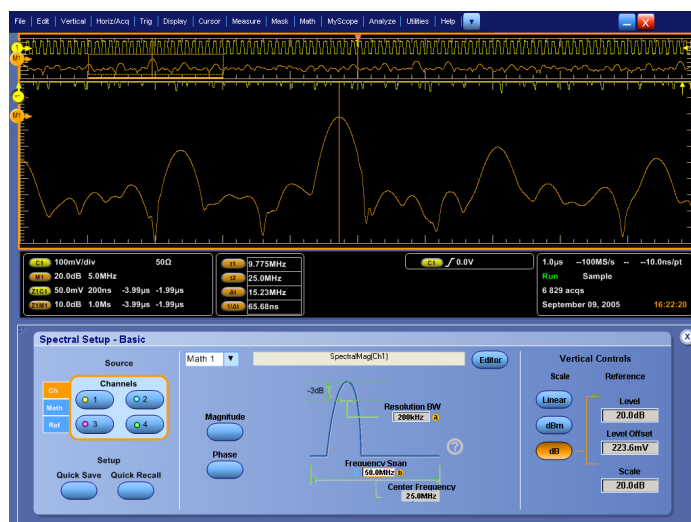 File | Edit | Vertical | Horiz/Acq | Trig | Display | Cursor | Measure | Mask | Math | MyScope | Analyze | Utilities | Help
X
1
M1
1
M1
C1 100mV/div 50Ω
M1 20.0dB 5.0MHz
Z1C1 50.0mV 200ns -3.99µs -1.99µs
Z1M1 10.0dB 1.0Ms -3.99µs -1.99µs
t1 9.775MHz
t2 25.0MHz
Δt 15.23MHz
1/Δt 65.68ns
C1 0.0V
1.0µs --100MS/s -- --10.0ns/pt
Run Sample
6 829 acqs
September 09, 2005 16:22:20
Spectral Setup - Basic
X
Source
Ch
Math
Ref
Channels
1
2
3
4
Setup
Quick Save Quick Recall
Math 1
SpectralMag(Ch1)
Editor
Magnitude
Phase
-3dB
Resolution BW
200kHz a
?
Frequency Span
50.0MHz b
Center Frequency
25.0MHz
Vertical Controls
Scale
Linear
dBm
dB
Reference
Level
20.0dB
Level Offset
223.6mV
Scale
20.0dB